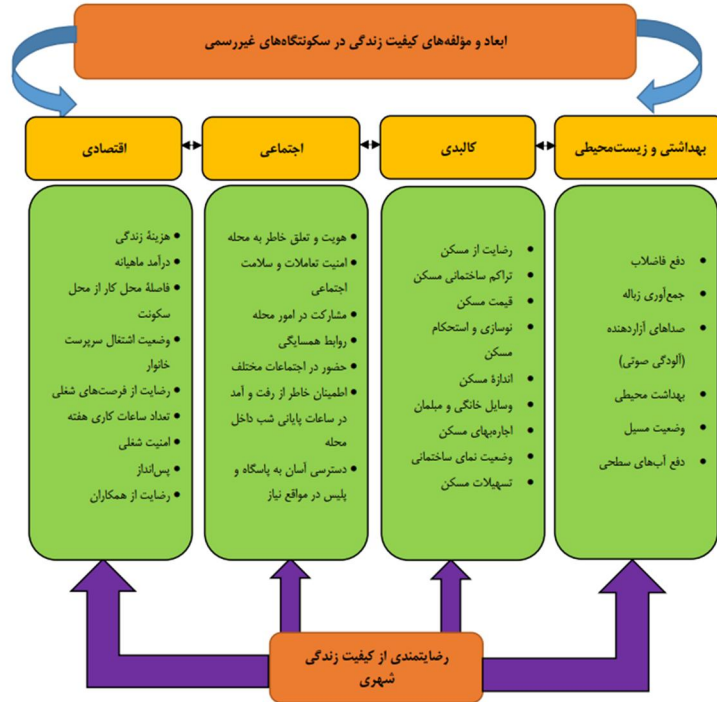 ابعاد و مؤلفه‌های کیفیت زندگی در سکونتگاه‌های غیررسمی
بهداشتی و زیست‌محیطی
دفع فاضلاب
جمع‌آوری زباله
صداهای آزاردهنده
(آلودگی صوتی)
بهداشت محیطی
وضعیت مسیل
دفع آب‌های سطحی
کالبدی
رضایت از مسکن
تراکم ساختمانی مسکن
قیمت مسکن
نوسازی و استحکام
مسکن
اندازهٔ مسکن
وسایل خانگی و مبلمان
اجاره‌بهای مسکن
وضعیت نمای ساختمانی
تسهیلات مسکن
اجتماعی
هویت و تعلق خاطر به محله
امنیت تعاملات و سلامت
اجتماعی
مشارکت در امور محله
روابط همسایگی
حضور در اجتماعات مختلف
اطمینان خاطر از رفت و آمد
در ساعات پایانی شب داخل
محله
دسترسی آسان به پاسگاه و
پلیس در مواقع نیاز
اقتصادی
هزینهٔ زندگی
درآمد ماهیانه
فاصلهٔ محل کار از محل
سکونت
وضعیت اشتغال سرپرست
خانوار
رضایت از فرصت‌های شغلی
تعداد ساعات کاری هفته
امنیت شغلی
پس‌انداز
رضایت از همکاران
رضایتمندی از کیفیت زندگی
شهری